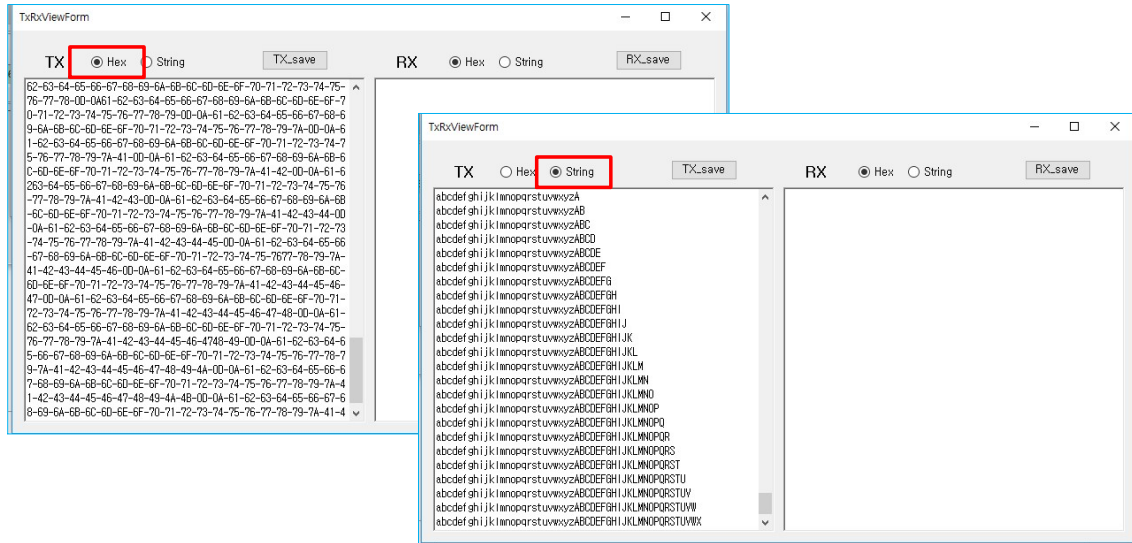 TxRxViewForm
TX Hex String TX_save RX Hex String RX_save
62-63-64-65-66-67-68-69-6A-6B-6C-6D-6E-6F-70-71-72-73-74-75-
76-77-78-0D-0A61-62-63-64-65-66-67-68-69-6A-6B-6C-6D-6E-6F-7
0-71-72-73-74-75-76-77-78-79-0D-0A-61-62-63-64-65-66-67-68-6
9-6A-6B-6C-6D-6E-6F-70-71-72-73-74-75-76-77-78-79-7A-0D-0A-6
1-62-63-64-65-66-67-68-69-6A-6B-6C-6D-6E-6F-70-71-72-73-74-7
5-76-77-78-79-7A-41-0D-0A-61-62-63-64-65-66-67-68-69-6A-6B-6
C-6D-6E-6F-70-71-72-73-74-75-76-77-78-79-7A-41-42-0D-0A-61-6
263-64-65-66-67-68-69-6A-6B-6C-6D-6E-6F-70-71-72-73-74-75-76
-77-78-79-7A-41-42-43-0D-0A-61-62-63-64-65-66-67-68-69-6A-6B
-6C-6D-6E-6F-70-71-72-73-74-75-76-77-78-79-7A-41-42-43-44-0D
-0A-61-62-63-64-65-66-67-68-69-6A-6B-6C-6D-6E-6F-70-71-72-73
-74-75-76-77-78-79-7A-41-42-43-44-45-0D-0A-61-62-63-64-65-66
-67-68-69-6A-6B-6C-6D-6E-6F-70-71-72-73-74-75-7677-78-79-7A-
41-42-43-44-45-46-0D-0A-61-62-63-64-65-66-67-68-69-6A-6B-6C-
6D-6E-6F-70-71-72-73-74-75-76-77-78-79-7A-41-42-43-44-45-46-
47-0D-0A-61-62-63-64-65-66-67-68-69-6A-6B-6C-6D-6E-6F-70-71-
72-73-74-75-76-77-78-79-7A-41-42-43-44-45-46-47-48-0D-0A-61-
62-63-64-65-66-67-68-69-6A-6B-6C-6D-6E-6F-70-71-72-73-74-75-
76-77-78-79-7A-41-42-43-44-45-46-4748-49-0D-0A-61-62-63-64-6
5-66-67-68-69-6A-6B-6C-6D-6E-6F-70-71-72-73-74-75-76-77-78-7
9-7A-41-42-43-44-45-46-47-48-49-4A-0D-0A-61-62-63-64-65-66-6
7-68-69-6A-6B-6C-6D-6E-6F-70-71-72-73-74-75-76-77-78-79-7A-4
1-42-43-44-45-46-47-48-49-4A-4B-0D-0A-61-62-63-64-65-66-67-6
8-69-6A-6B-6C-6D-6E-6F-70-71-72-73-74-75-76-77-78-79-7A-41-4
TxRxViewForm
TX Hex String TX_save RX Hex String RX_save
abcdefghijklmnopqrstuvwxyzA
abcdefghijklmnopqrstuvwxyzAB
abcdefghijklmnopqrstuvwxyzABC
abcdefghijklmnopqrstuvwxyzABCD
abcdefghijklmnopqrstuvwxyzABCDE
abcdefghijklmnopqrstuvwxyzABCDEF
abcdefghijklmnopqrstuvwxyzABCDEFG
abcdefghijklmnopqrstuvwxyzABCDEFGH
abcdefghijklmnopqrstuvwxyzABCDEFGHI
abcdefghijklmnopqrstuvwxyzABCDEFGHIJ
abcdefghijklmnopqrstuvwxyzABCDEFGHIJK
abcdefghijklmnopqrstuvwxyzABCDEFGHIJKL
abcdefghijklmnopqrstuvwxyzABCDEFGHIJKLM
abcdefghijklmnopqrstuvwxyzABCDEFGHIJKLMN
abcdefghijklmnopqrstuvwxyzABCDEFGHIJKLMNO
abcdefghijklmnopqrstuvwxyzABCDEFGHIJKLMNOP
abcdefghijklmnopqrstuvwxyzABCDEFGHIJKLMNOPQ
abcdefghijklmnopqrstuvwxyzABCDEFGHIJKLMNOPQR
abcdefghijklmnopqrstuvwxyzABCDEFGHIJKLMNOPQRS
abcdefghijklmnopqrstuvwxyzABCDEFGHIJKLMNOPQRST
abcdefghijklmnopqrstuvwxyzABCDEFGHIJKLMNOPQRSTU
abcdefghijklmnopqrstuvwxyzABCDEFGHIJKLMNOPQRSTUV
abcdefghijklmnopqrstuvwxyzABCDEFGHIJKLMNOPQRSTUVW
abcdefghijklmnopqrstuvwxyzABCDEFGHIJKLMNOPQRSTUVWX